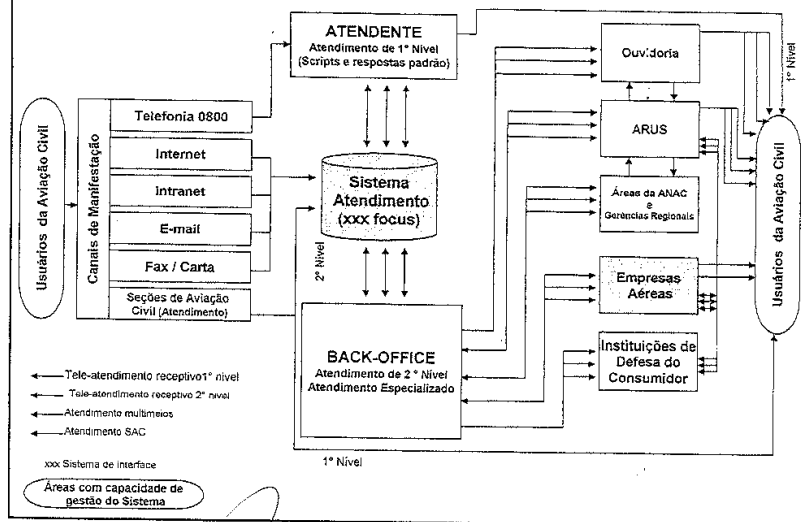 Usuários da Aviação Civil
Canais de Manifestação
Telefonia 0800
Internet
Intranet
E-mail
Fax / Carta
Seções de Aviação
Civil (Atendimento)
ATENDENTE
Atendimento de 1° Nível
(Scripts e respostas padrão)
Sistema
Atendimento
(xxx focus)
2° Nível
BACK-OFFICE
Atendimento de 2 ° Nível
Atendimento Especializado
Ouvidoria
ARUS
Áreas da ANAC
e
Gerências Regionais
Empresas
Aéreas
Instituições de
Defesa do
Consumidor
1° Nível
Usuários da Aviação Civil
1° Nível
Tele-atendimento receptivo1° nivel
Tele-atendimento receptivo 2° nivel
Atendimento multimeios
Atendimento SAC
xxx Sistema de Interface
Áreas com capacidade de
gestão do Sistema